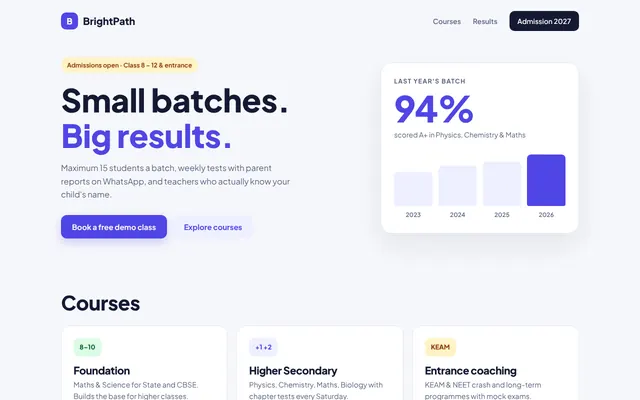 B BrightPath
Courses Results Admission 2027
Admissions open · Class 8 – 12 & entrance
Small batches.
Big results.
Maximum 15 students a batch, weekly tests with parent
reports on WhatsApp, and teachers who actually know your
child's name.
Book a free demo class Explore courses
LAST YEAR'S BATCH
94%
scored A+ in Physics, Chemistry & Maths
2023 2024 2025 2026
Courses
8–10
Foundation
Maths & Science for State and CBSE.
Builds the base for higher classes.
+1 +2
Higher Secondary
Physics, Chemistry, Maths, Biology with
chapter tests every Saturday.
KEAM
Entrance coaching
KEAM & NEET crash and long-term
programmes with mock exams.